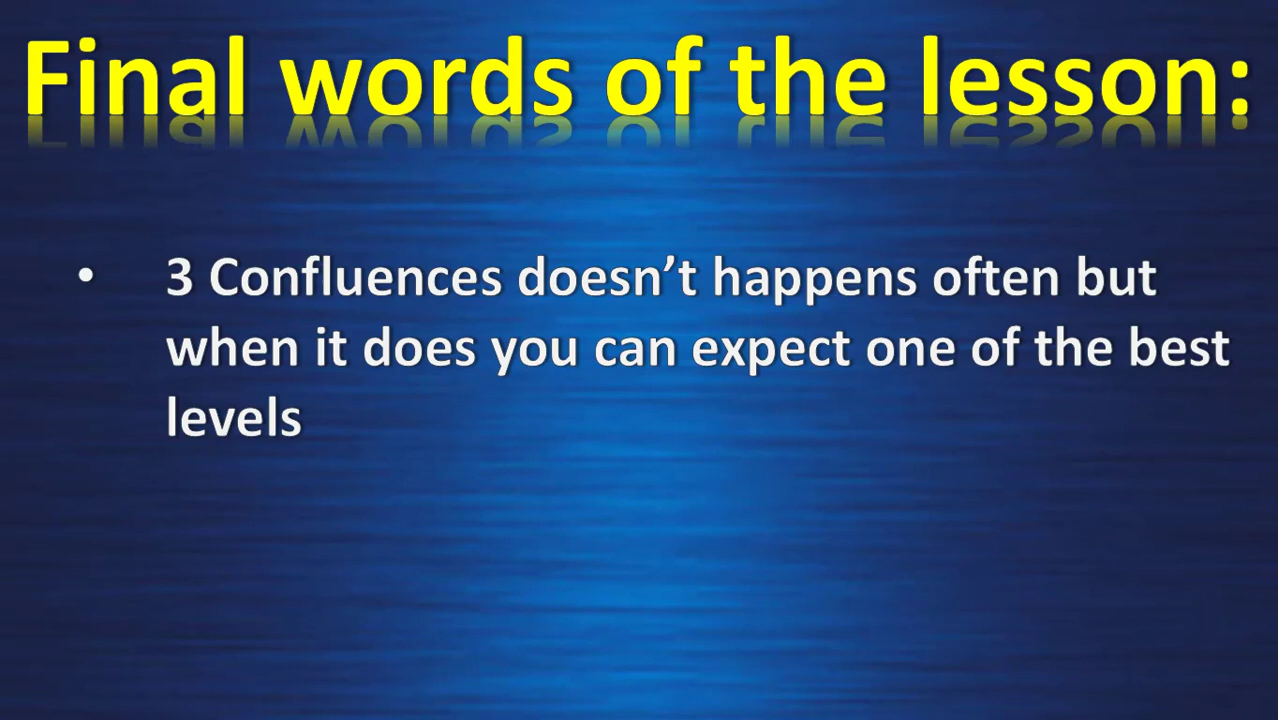 Final words of the lesson:
• 3 Confluences doesn’t happens often but
when it does you can expect one of the best
levels